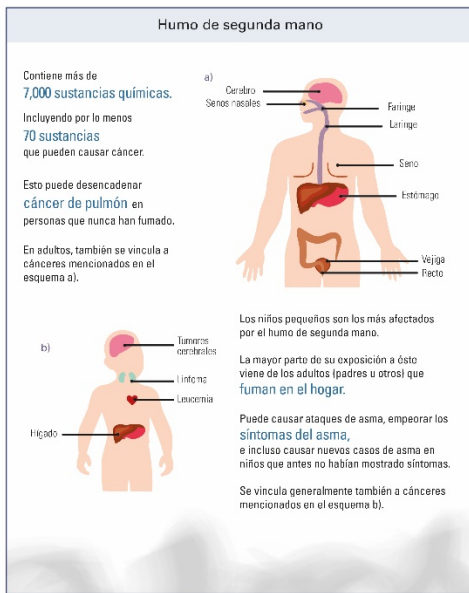 Humo de segunda mano
Contiene más de
7,000 sustancias químicas.
Incluyendo por lo menos
70 sustancias
que pueden causar cáncer.
Esto puede desencadenar
cáncer de pulmón en
personas que nunca han fumado.
En adultos, también se vincula a
cánceres mencionados en el
esquema a).
a)
Cerebro
Senos nasales
Faringe
Laringe
Seno
Estómago
Vejiga
Recto
b)
Tumores
cerebrales
Linfoma
Leucemia
Hígado
Los niños pequeños son los más afectados
por el humo de segunda mano.
La mayor parte de su exposición a éste
viene de los adultos (padres u otros) que
fuman en el hogar.
Puede causar ataques de asma, empeorar los
síntomas del asma,
e incluso causar nuevos casos de asma en
niños que antes no habían mostrado síntomas.
Se vincula generalmente también a cánceres
mencionados en el esquema b).